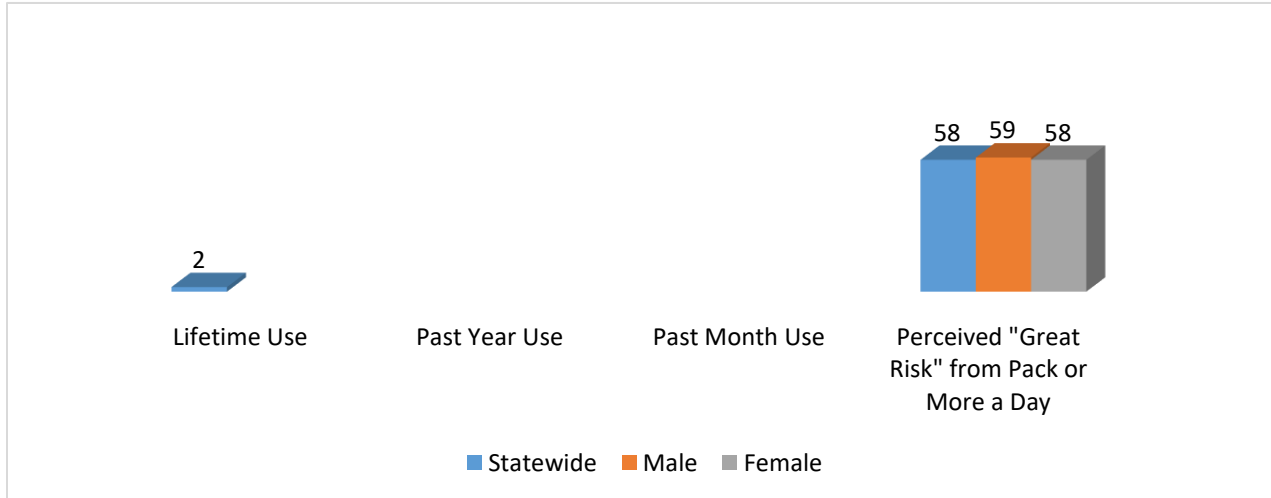 58 59 58
2
Lifetime Use
Past Year Use
Past Month Use
Perceived "Great
Risk" from Pack or
More a Day
Statewide Male Female